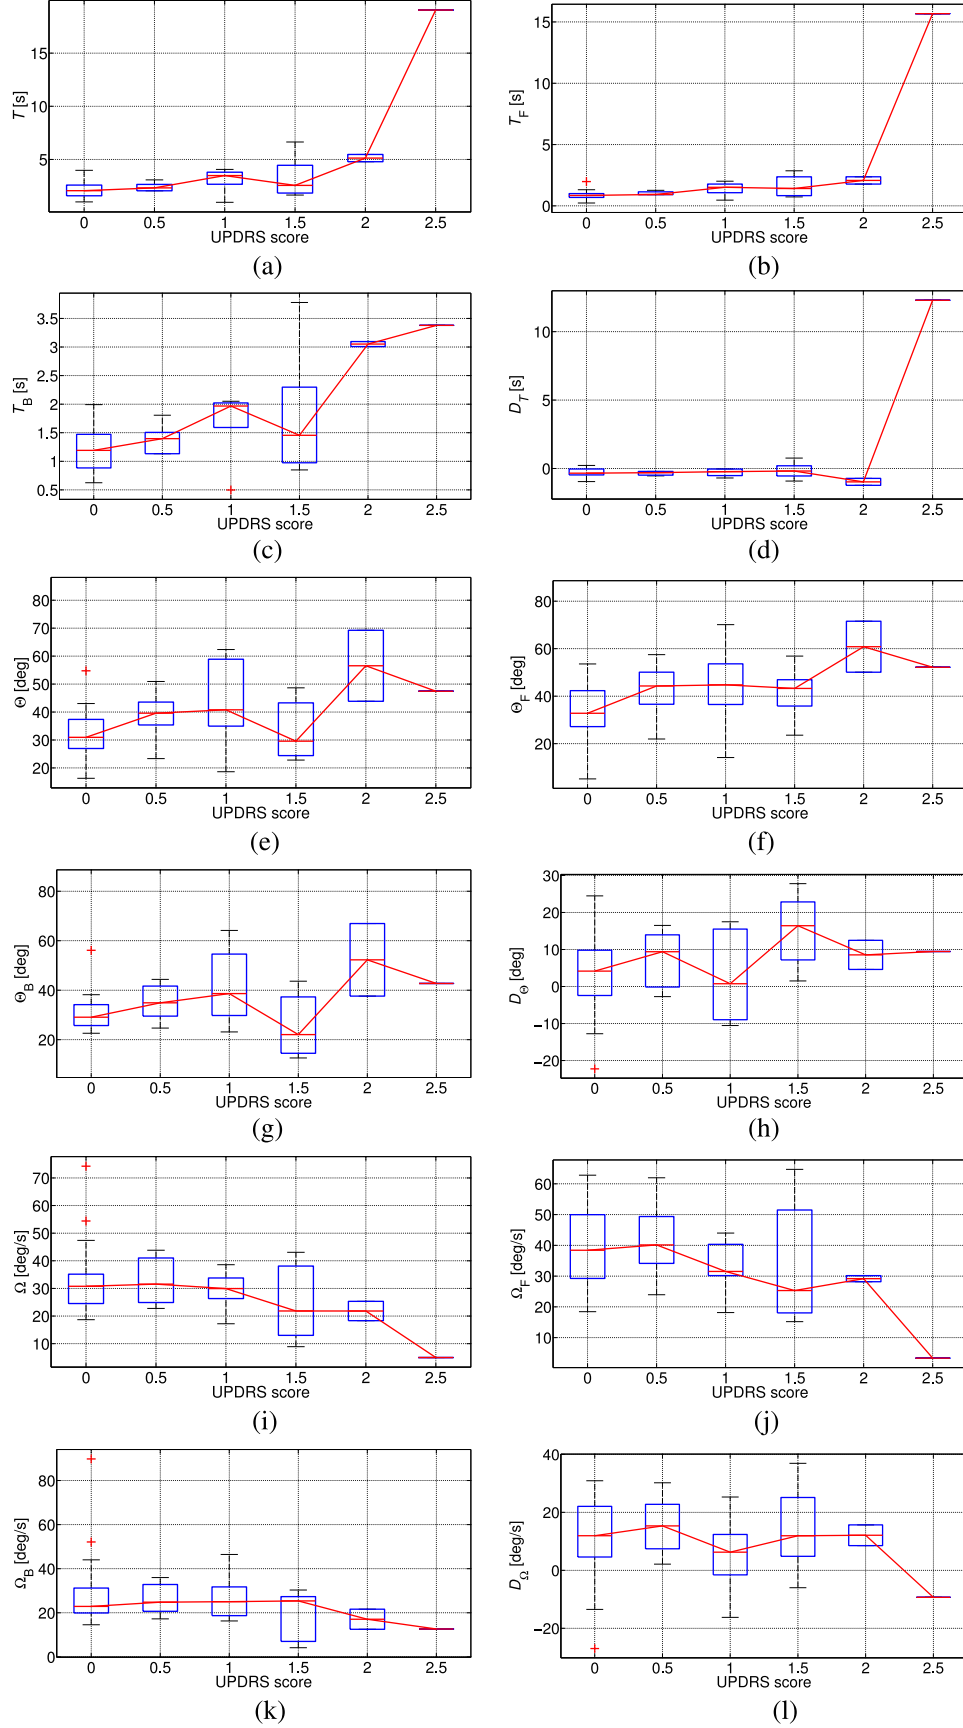 15
10
5
T [s]
0 0.5 1 1.5 2 2.5
UPDRS score
(a)
15
10
5
0
T_F [s]
0 0.5 1 1.5 2 2.5
UPDRS score
(b)
3.5
3
2.5
2
1.5
1
0.5
T_B [s]
0 0.5 1 1.5 2 2.5
UPDRS score
(c)
10
5
0
D_T [s]
0 0.5 1 1.5 2 2.5
UPDRS score
(d)
80
70
60
50
40
30
20
Θ [deg]
0 0.5 1 1.5 2 2.5
UPDRS score
(e)
80
60
40
20
Θ_F [deg]
0 0.5 1 1.5 2 2.5
UPDRS score
(f)
80
60
40
20
Θ_B [deg]
0 0.5 1 1.5 2 2.5
UPDRS score
(g)
30
20
10
0
−10
−20
D_Θ [deg]
0 0.5 1 1.5 2 2.5
UPDRS score
(h)
70
60
50
40
30
20
10
Ω [deg/s]
0 0.5 1 1.5 2 2.5
UPDRS score
(i)
60
50
40
30
20
10
Ω_F [deg/s]
0 0.5 1 1.5 2 2.5
UPDRS score
(j)
80
60
40
20
0
Ω_B [deg/s]
0 0.5 1 1.5 2 2.5
UPDRS score
(k)
40
20
0
−20
D_Ω [deg/s]
0 0.5 1 1.5 2 2.5
UPDRS score
(l)